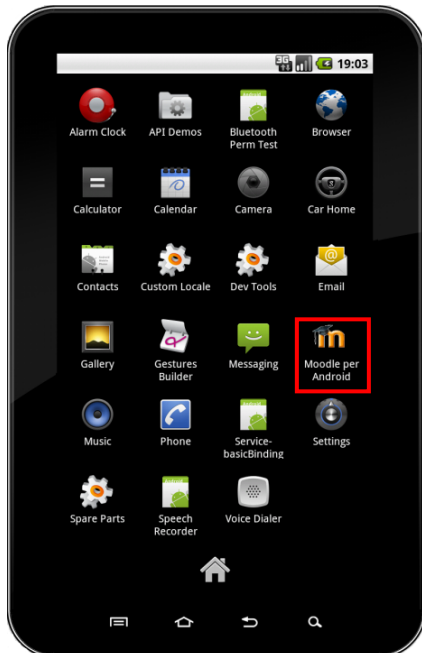 3G 19:03
Alarm Clock API Demos Bluetooth Browser
Perm Test
Calculator Calendar Camera Car Home
Contacts Custom Locale Dev Tools Email
Gallery Gestures Messaging Moodle per
Builder Android
Music Phone Service- Settings
basicBinding
Spare Parts Speech Voice Dialer
Recorder